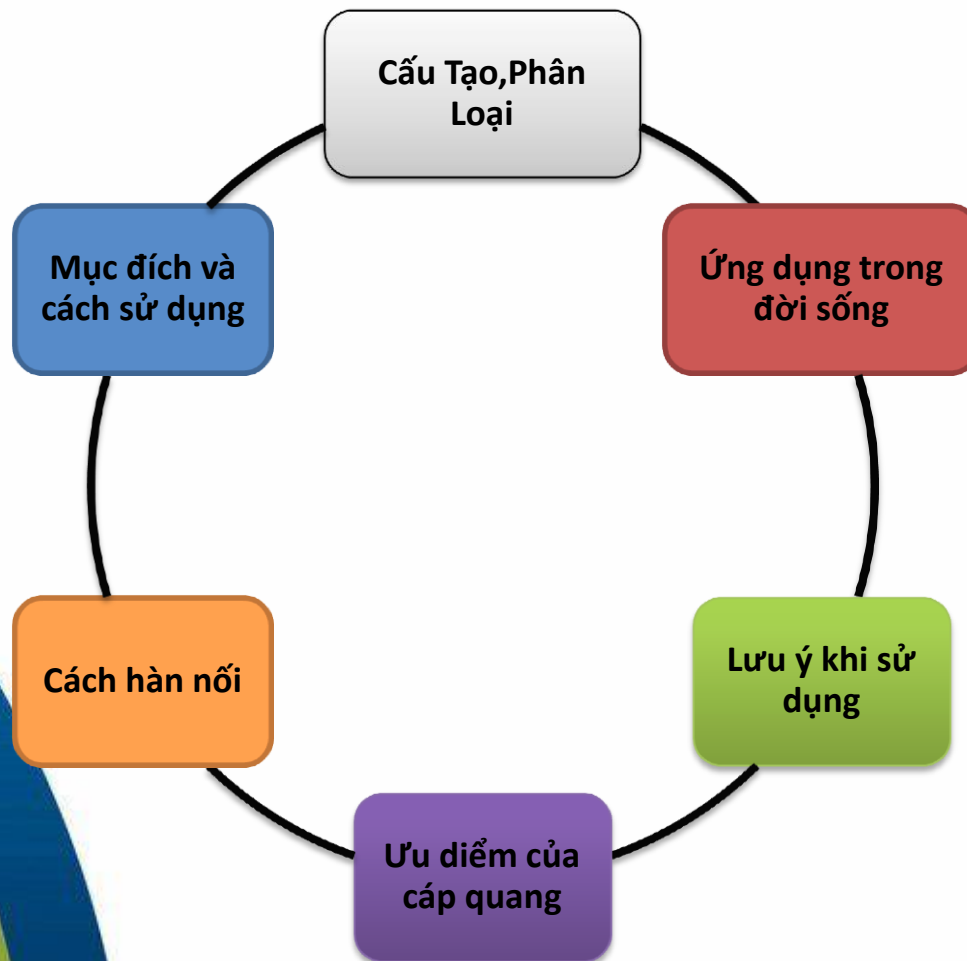 Cấu Tạo,Phân
Loại
Mục đích và
cách sử dụng
Ứng dụng trong
đời sống
Cách hàn nối
Lưu ý khi sử
dụng
Ưu diểm của
cáp quang